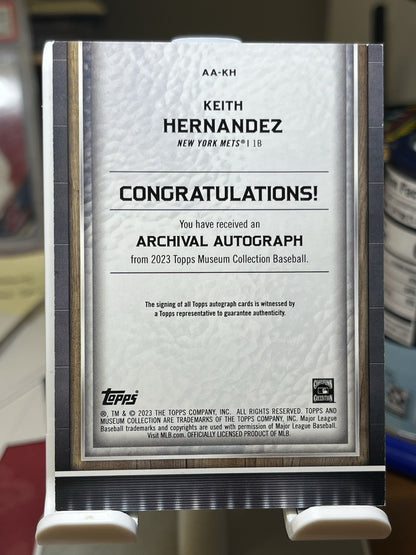 AA-KH
KEITH
HERNANDEZ
NEW YORK METS® | 1B
CONGRATULATIONS!
You have received an
ARCHIVAL AUTOGRAPH
from 2023 Topps Museum Collection Baseball.
The signing of all Topps autograph cards is witnessed by
a Topps representative to guarantee authenticity.
topps
®, TM & © 2023 THE TOPPS COMPANY, INC. ALL RIGHTS RESERVED. TOPPS AND
MUSEUM COLLECTION ARE TRADEMARKS OF THE TOPPS COMPANY, INC. Major League
Baseball trademarks and copyrights are used with permission of Major League Baseball.
Visit MLB.com. OFFICIALLY LICENSED PRODUCT OF MLB.